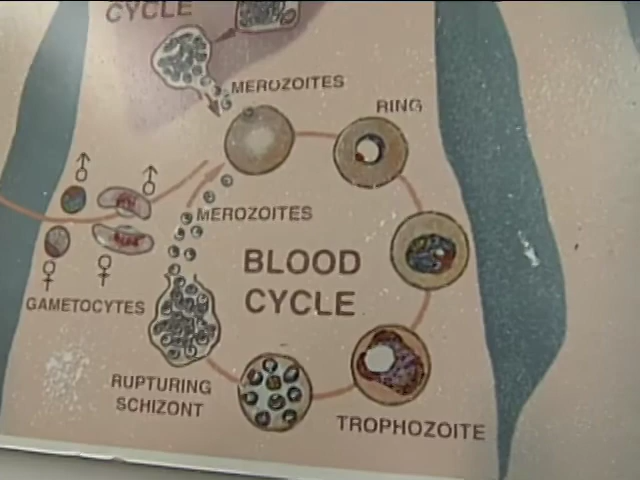 CYCLE
MEROZOITES
RING
MEROZOITES
BLOOD
CYCLE
GAMETOCYTES
RUPTURING
SCHIZONT
TROPHOZOITE